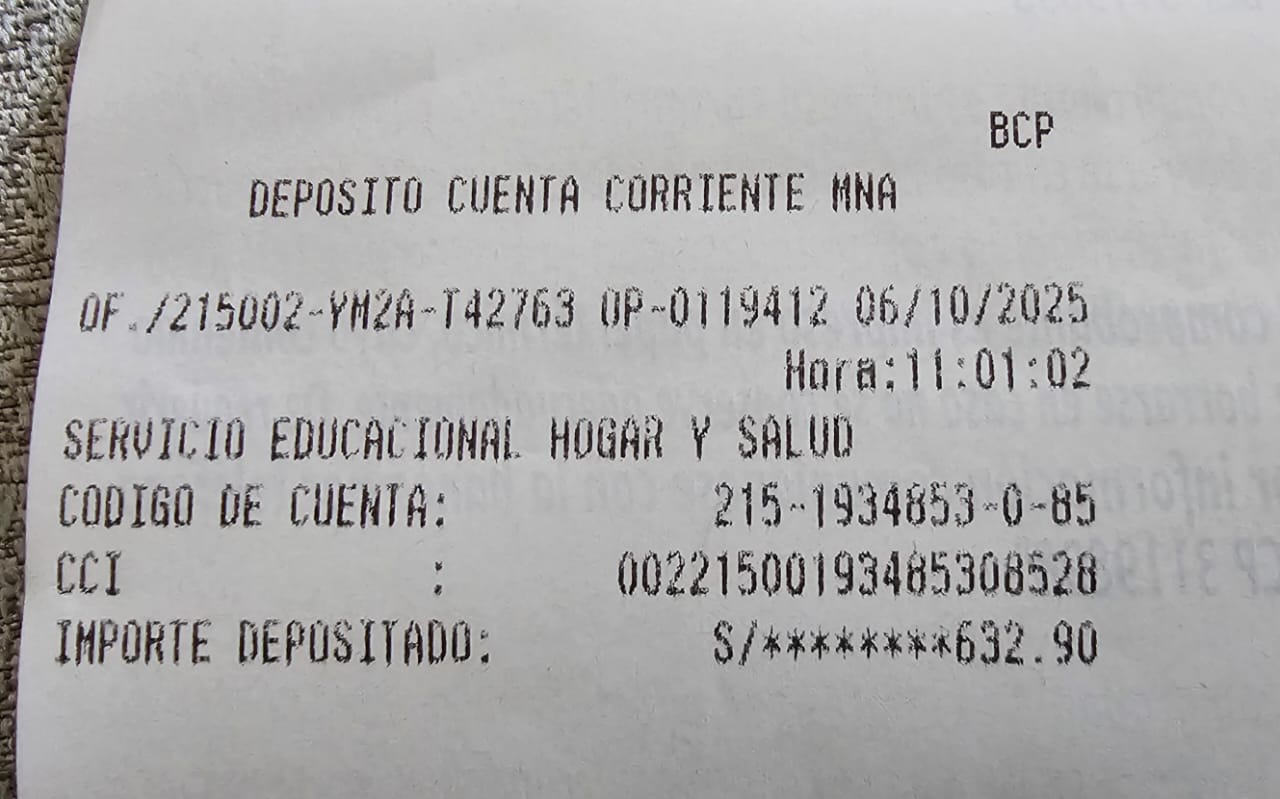 BCP
DEPOSITO CUENTA CORRIENTE MNA
OF./215002-YM2A-T42763 OP-0119412 06/10/2025
Hora:11:01:02
SERVICIO EDUCACIONAL HOGAR Y SALUD
CODIGO DE CUENTA: 215-1934853-0-85
CCI : 00221500193485308528
IMPORTE DEPOSITADO: S/********632.90